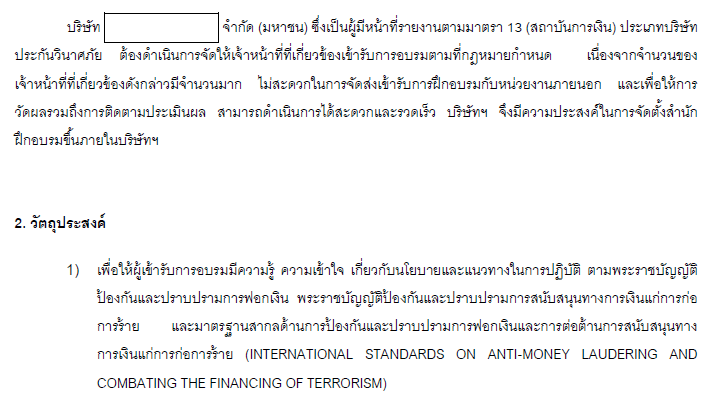 บริษัท จำกัด (มหาชน) ซึ่งเป็นผู้มีหน้าที่รายงานตามมาตรา 13 (สถาบันการเงิน) ประเภทบริษัท
ประกันวินาศภัย ต้องดำเนินการจัดให้เจ้าหน้าที่ที่เกี่ยวข้องเข้ารับการอบรมตามที่กฎหมายกำหนด เนื่องจากจำนวนของ
เจ้าหน้าที่ที่เกี่ยวข้องดังกล่าวมีจำนวนมาก ไม่สะดวกในการจัดส่งเข้ารับการฝึกอบรมกับหน่วยงานภายนอก และเพื่อให้การ
วัดผลรวมถึงการติดตามประเมินผล สามารถดำเนินการได้สะดวกและรวดเร็ว บริษัทฯ จึงมีความประสงค์ในการจัดตั้งสำนัก
ฝึกอบรมขึ้นภายในบริษัทฯ
2. วัตถุประสงค์
1) เพื่อให้ผู้เข้ารับการอบรมมีความรู้ ความเข้าใจ เกี่ยวกับนโยบายและแนวทางในการปฏิบัติ ตามพระราชบัญญัติ
ป้องกันและปราบปรามการฟอกเงิน พระราชบัญญัติป้องกันและปราบปรามการสนับสนุนทางการเงินแก่การก่อ
การร้าย และมาตรฐานสากลด้านการป้องกันและปราบปรามการฟอกเงินและการต่อต้านการสนับสนุนทาง
การเงินแก่การก่อการร้าย (INTERNATIONAL STANDARDS ON ANTI-MONEY LAUDERING AND
COMBATING THE FINANCING OF TERRORISM)